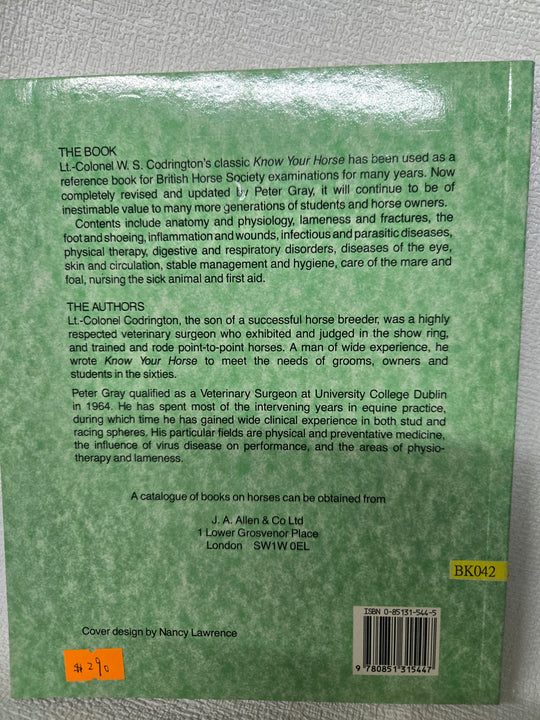 THE BOOK
Lt.-Colonel W. S. Codrington's classic Know Your Horse has been used as a
reference book for British Horse Society examinations for many years. Now
completely revised and updated by Peter Gray, it will continue to be of
inestimable value to many more generations of students and horse owners.
Contents include anatomy and physiology, lameness and fractures, the
foot and shoeing, inflammation and wounds, infectious and parasitic diseases,
physical therapy, digestive and respiratory disorders, diseases of the eye,
skin and circulation, stable management and hygiene, care of the mare and
foal, nursing the sick animal and first aid.
THE AUTHORS
Lt.-Colonel Codrington, the son of a successful horse breeder, was a highly
respected veterinary surgeon who exhibited and judged in the show ring,
and trained and rode point-to-point horses. A man of wide experience, he
wrote Know Your Horse to meet the needs of grooms, owners and
students in the sixties.
Peter Gray qualified as a Veterinary Surgeon at University College Dublin
in 1964. He has spent most of the intervening years in equine practice,
during which time he has gained wide clinical experience in both stud and
racing spheres. His particular fields are physical and preventative medicine,
the influence of virus disease on performance, and the areas of physio-
therapy and lameness.
A catalogue of books on horses can be obtained from
J. A. Allen & Co Ltd
1 Lower Grosvenor Place
London SW1W 0EL
BK042
ISBN 0-85131-544-5
9 780851 315447
Cover design by Nancy Lawrence
$290